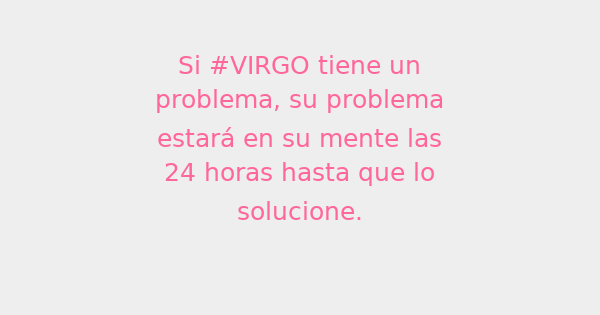 Si #VIRGO tiene un
problema, su problema
estará en su mente las
24 horas hasta que lo
solucione.